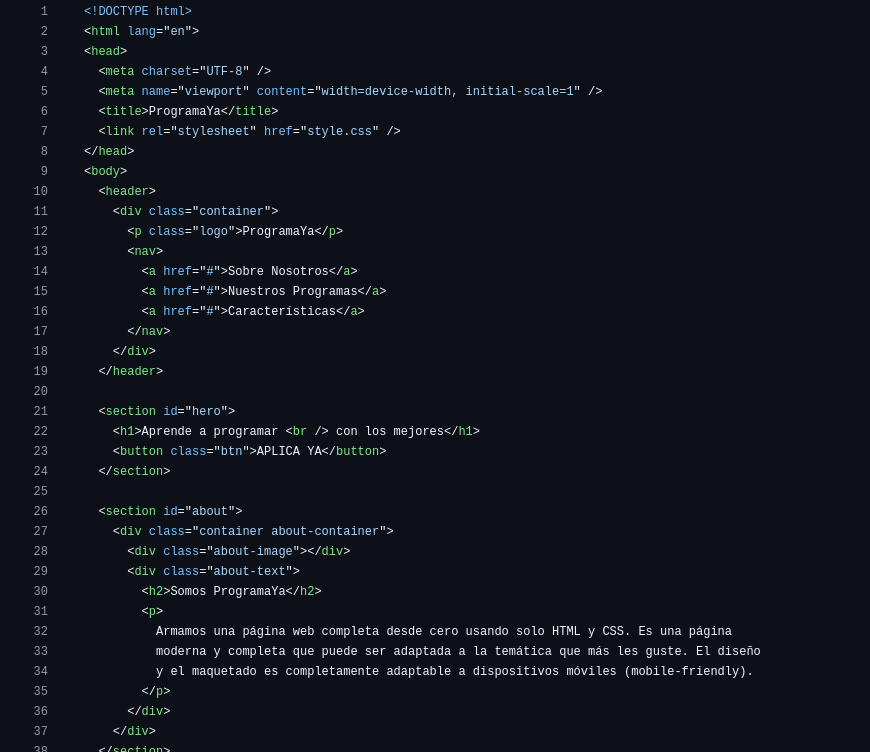 1 <!DOCTYPE html>
2 <html lang="en">
3 <head>
4 <meta charset="UTF-8" />
5 <meta name="viewport" content="width=device-width, initial-scale=1" />
6 <title>ProgramaYa</title>
7 <link rel="stylesheet" href="style.css" />
8 </head>
9 <body>
10 <header>
11 <div class="container">
12 <p class="logo">ProgramaYa</p>
13 <nav>
14 <a href="#">Sobre Nosotros</a>
15 <a href="#">Nuestros Programas</a>
16 <a href="#">Características</a>
17 </nav>
18 </div>
19 </header>
20
21 <section id="hero">
22 <h1>Aprende a programar <br /> con los mejores</h1>
23 <button class="btn">APLICA YA</button>
24 </section>
25
26 <section id="about">
27 <div class="container about-container">
28 <div class="about-image"></div>
29 <div class="about-text">
30 <h2>Somos ProgramaYa</h2>
31 <p>
32 Armamos una página web completa desde cero usando solo HTML y CSS. Es una página
33 moderna y completa que puede ser adaptada a la temática que más les guste. El diseño
34 y el maquetado es completamente adaptable a dispositivos móviles (mobile-friendly).
35 </p>
36 </div>
37 </div>
38 </section>